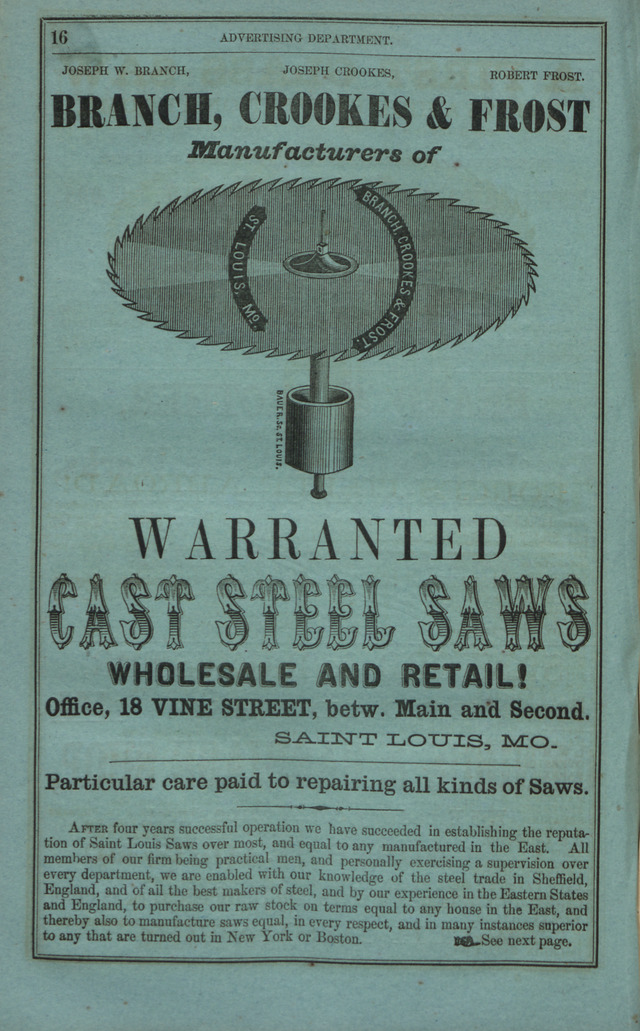 16
ADVERTISING DEPARTMENT.
JOSEPH W. BRANCH, JOSEPH CROOKES, ROBERT FROST.
BRANCH, CROOKES & FROST
Manufacturers of
ST. LOUIS, Mo.
BRANCH, CROOKES & FROST.
BAUER. Sc. ST. LOUIS.
WARRANTED
CAST STEEL SAWS
WHOLESALE AND RETAIL!
Office, 18 VINE STREET, betw. Main and Second.
SAINT LOUIS, MO.
Particular care paid to repairing all kinds of Saws.
AFTER four years successful operation we have succeeded in establishing the reputa-
tion of Saint Louis Saws over most, and equal to any manufactured in the East. All
members of our firm being practical men, and personally exercising a supervision over
every department, we are enabled with our knowledge of the steel trade in Sheffield,
England, and of all the best makers of steel, and by our experience in the Eastern States
and England, to purchase our raw stock on terms equal to any house in the East, and
thereby also to manufacture saws equal, in every respect, and in many instances superior
to any that are turned out in New York or Boston. See next page.